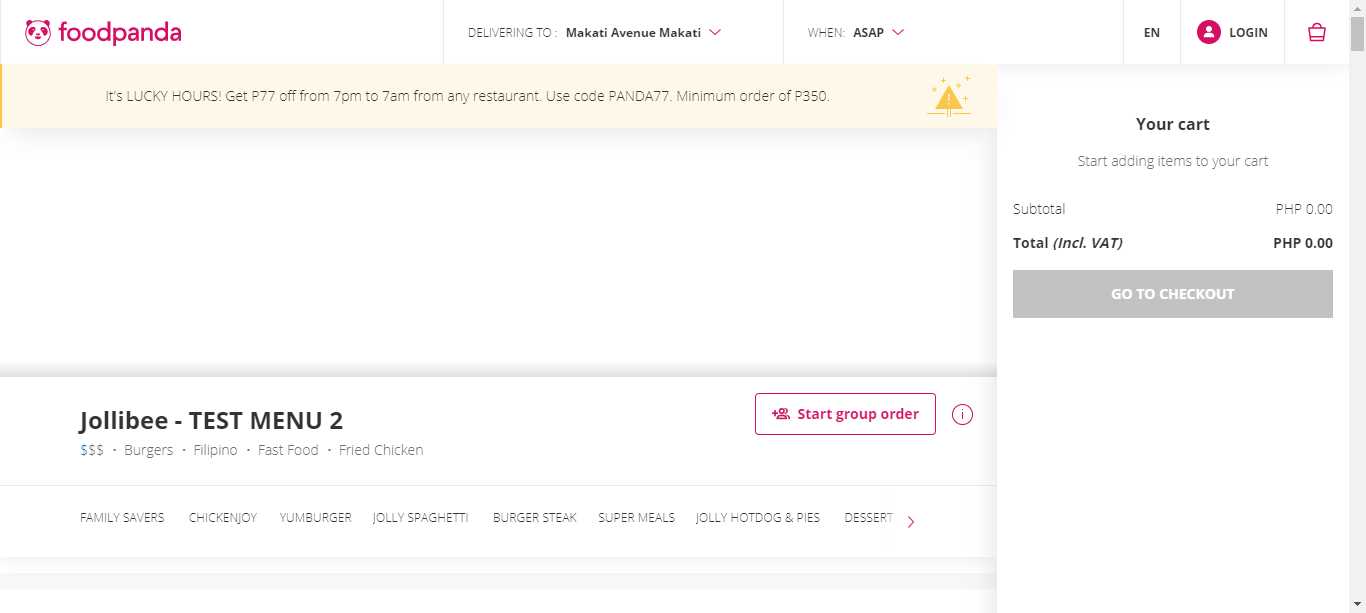 foodpanda
DELIVERING TO : Makati Avenue Makati
WHEN: ASAP
EN
LOGIN
It's LUCKY HOURS! Get P77 off from 7pm to 7am from any restaurant. Use code PANDA77. Minimum order of P350.
Your cart
Start adding items to your cart
Subtotal PHP 0.00
Total (Incl. VAT) PHP 0.00
GO TO CHECKOUT
Jollibee - TEST MENU 2
Start group order
$$$ · Burgers · Filipino · Fast Food · Fried Chicken
FAMILY SAVERS CHICKENJOY YUMBURGER JOLLY SPAGHETTI BURGER STEAK SUPER MEALS JOLLY HOTDOG & PIES DESSERT